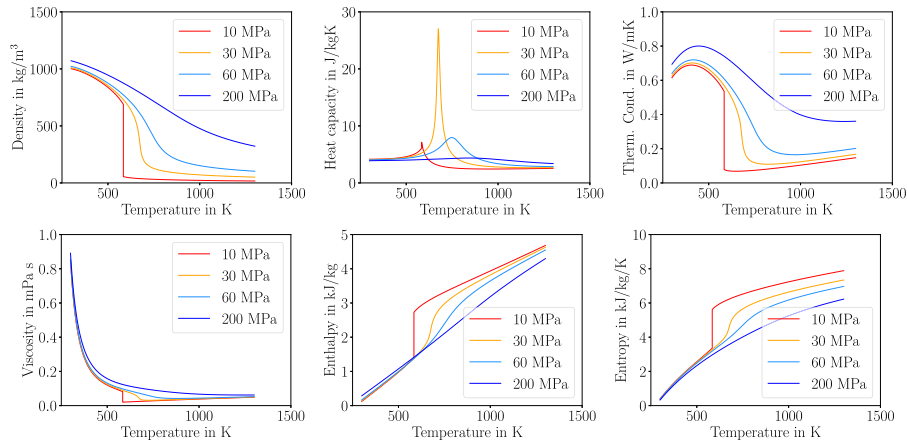 Density in kg/m³
1500
1000
500
0
500
1000
1500
Temperature in K
10 MPa
30 MPa
60 MPa
200 MPa
Heat capacity in J/kgK
30
20
10
0
500
1000
1500
Temperature in K
10 MPa
30 MPa
60 MPa
200 MPa
Therm. Cond. in W/mK
1.0
0.8
0.6
0.4
0.2
0.0
500
1000
1500
Temperature in K
10 MPa
30 MPa
60 MPa
200 MPa
Viscosity in mPa s
1.0
0.8
0.6
0.4
0.2
0.0
500
1000
1500
Temperature in K
10 MPa
30 MPa
60 MPa
200 MPa
Enthalpy in kJ/kg
5
4
3
2
1
0
500
1000
1500
Temperature in K
10 MPa
30 MPa
60 MPa
200 MPa
Entropy in kJ/kg/K
10
8
6
4
2
0
500
1000
1500
Temperature in K
10 MPa
30 MPa
60 MPa
200 MPa